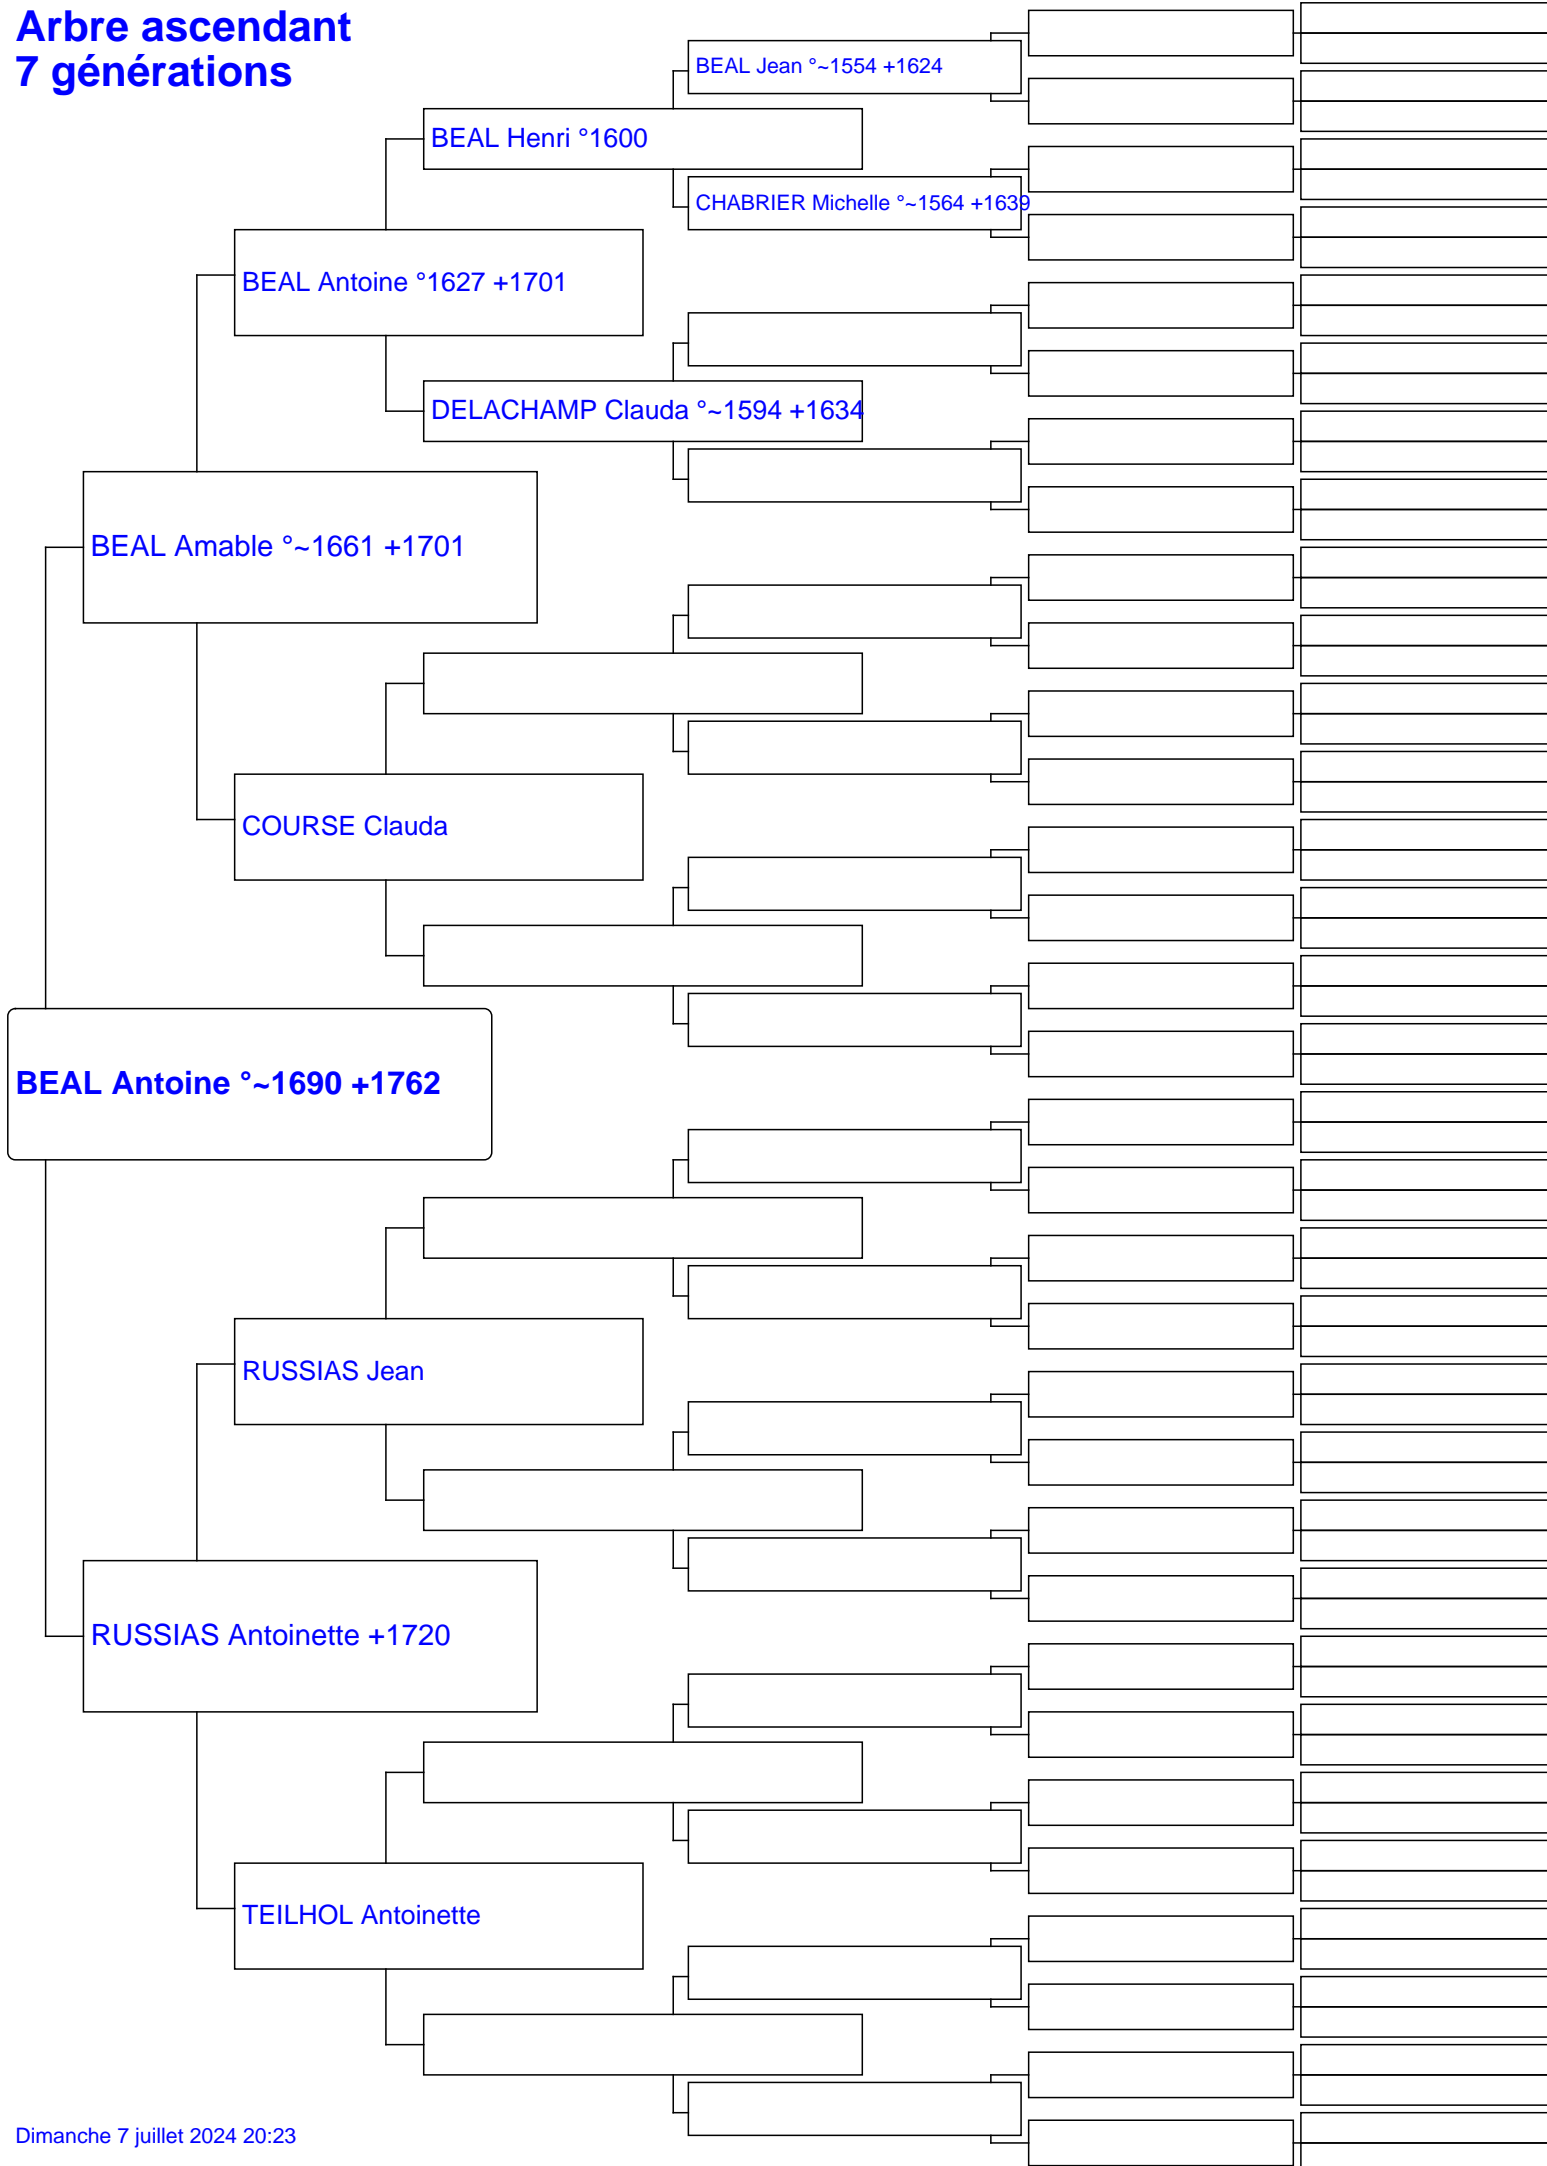 Arbre ascendant
7 générations
BEAL Jean °~1554 +1624
BEAL Henri °1600
CHABRIER Michelle °~1564 +1639
BEAL Antoine °1627 +1701
DELACHAMP Clauda °~1594 +1634
BEAL Amable °~1661 +1701
COURSE Clauda
BEAL Antoine °~1690 +1762
RUSSIAS Jean
RUSSIAS Antoinette +1720
TEILHOL Antoinette
Dimanche 7 juillet 2024 20:23